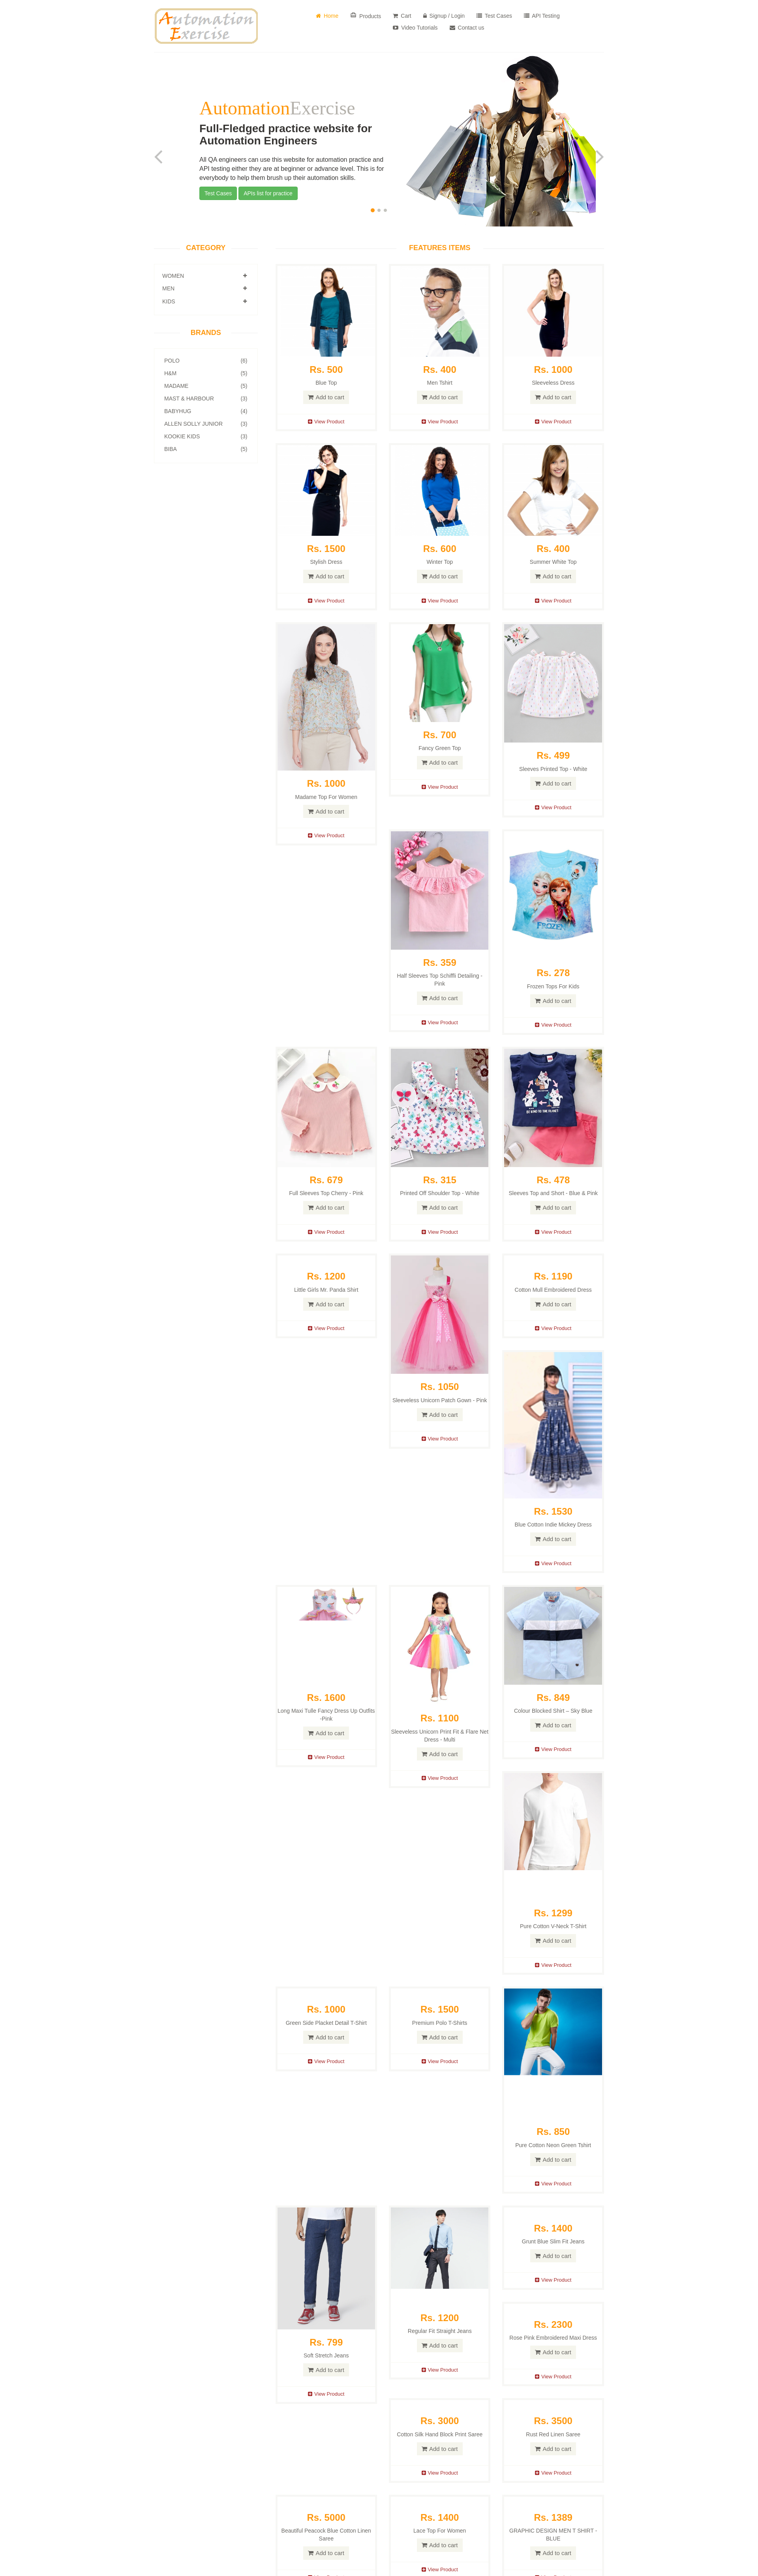 Automation
Exercise
Home
Products
Cart
Signup / Login
Test Cases
API Testing
Video Tutorials
Contact us
AutomationExercise
Full-Fledged practice website for
Automation Engineers
All QA engineers can use this website for automation practice and
API testing either they are at beginner or advance level. This is for
everybody to help them brush up their automation skills.
Test Cases
APIs list for practice
CATEGORY
WOMEN
MEN
KIDS
BRANDS
POLO (6)
H&M (5)
MADAME (5)
MAST & HARBOUR (3)
BABYHUG (4)
ALLEN SOLLY JUNIOR (3)
KOOKIE KIDS (3)
BIBA (5)
FEATURES ITEMS
Rs. 500
Blue Top
Add to cart
View Product
Rs. 400
Men Tshirt
Add to cart
View Product
Rs. 1000
Sleeveless Dress
Add to cart
View Product
Rs. 1500
Stylish Dress
Add to cart
View Product
Rs. 600
Winter Top
Add to cart
View Product
Rs. 400
Summer White Top
Add to cart
View Product
Rs. 1000
Madame Top For Women
Add to cart
View Product
Rs. 700
Fancy Green Top
Add to cart
View Product
Rs. 499
Sleeves Printed Top - White
Add to cart
View Product
Rs. 359
Half Sleeves Top Schiffli Detailing -
Pink
Add to cart
View Product
FROZEN
Rs. 278
Frozen Tops For Kids
Add to cart
View Product
Rs. 679
Full Sleeves Top Cherry - Pink
Add to cart
View Product
Rs. 315
Printed Off Shoulder Top - White
Add to cart
View Product
Rs. 478
Sleeves Top and Short - Blue & Pink
Add to cart
View Product
Rs. 1200
Little Girls Mr. Panda Shirt
Add to cart
View Product
Rs. 1050
Sleeveless Unicorn Patch Gown - Pink
Add to cart
View Product
Rs. 1190
Cotton Mull Embroidered Dress
Add to cart
View Product
Rs. 1530
Blue Cotton Indie Mickey Dress
Add to cart
View Product
Rs. 1600
Long Maxi Tulle Fancy Dress Up Outfits
-Pink
Add to cart
View Product
Rs. 1100
Sleeveless Unicorn Print Fit & Flare Net
Dress - Multi
Add to cart
View Product
Rs. 849
Colour Blocked Shirt – Sky Blue
Add to cart
View Product
Rs. 1299
Pure Cotton V-Neck T-Shirt
Add to cart
View Product
Rs. 1000
Green Side Placket Detail T-Shirt
Add to cart
View Product
Rs. 1500
Premium Polo T-Shirts
Add to cart
View Product
Rs. 850
Pure Cotton Neon Green Tshirt
Add to cart
View Product
Rs. 799
Soft Stretch Jeans
Add to cart
View Product
Rs. 1200
Regular Fit Straight Jeans
Add to cart
View Product
Rs. 1400
Grunt Blue Slim Fit Jeans
Add to cart
View Product
Rs. 2300
Rose Pink Embroidered Maxi Dress
Add to cart
View Product
Rs. 3000
Cotton Silk Hand Block Print Saree
Add to cart
View Product
Rs. 3500
Rust Red Linen Saree
Add to cart
View Product
Rs. 5000
Beautiful Peacock Blue Cotton Linen
Saree
Add to cart
Rs. 1400
Lace Top For Women
Add to cart
View Product
Rs. 1389
GRAPHIC DESIGN MEN T SHIRT -
BLUE
Add to cart